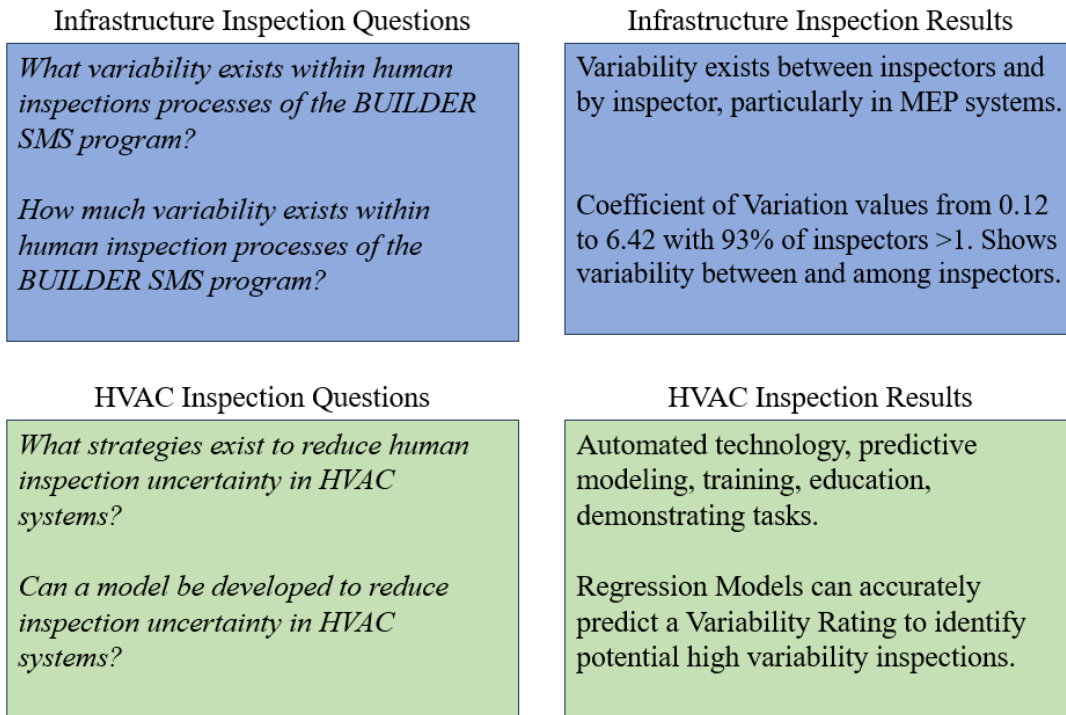 Infrastructure Inspection Questions
What variability exists within human
inspections processes of the BUILDER
SMS program?
How much variability exists within
human inspection processes of the
BUILDER SMS program?
Infrastructure Inspection Results
Variability exists between inspectors and
by inspector, particularly in MEP systems.
Coefficient of Variation values from 0.12
to 6.42 with 93% of inspectors >1. Shows
variability between and among inspectors.
HVAC Inspection Questions
What strategies exist to reduce human
inspection uncertainty in HVAC
systems?
Can a model be developed to reduce
inspection uncertainty in HVAC
systems?
HVAC Inspection Results
Automated technology, predictive
modeling, training, education,
demonstrating tasks.
Regression Models can accurately
predict a Variability Rating to identify
potential high variability inspections.